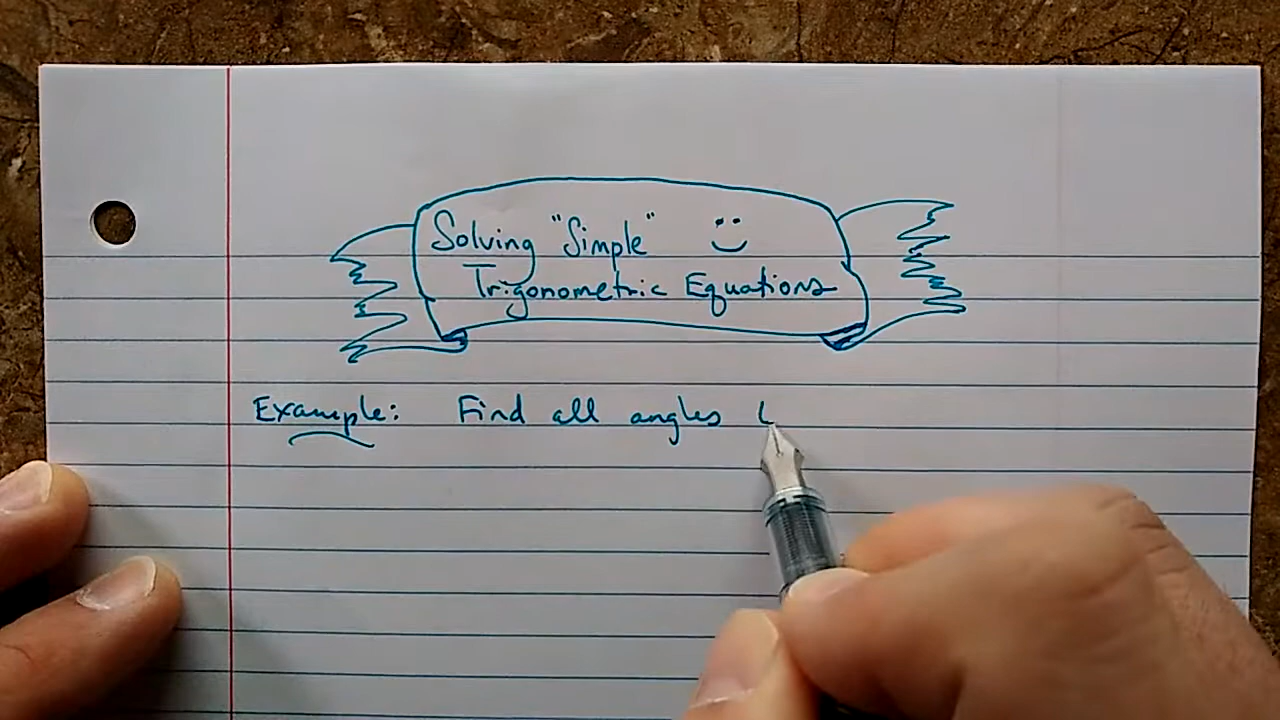 Solving "Simple"
Trigonometric Equations
Example: Find all angles